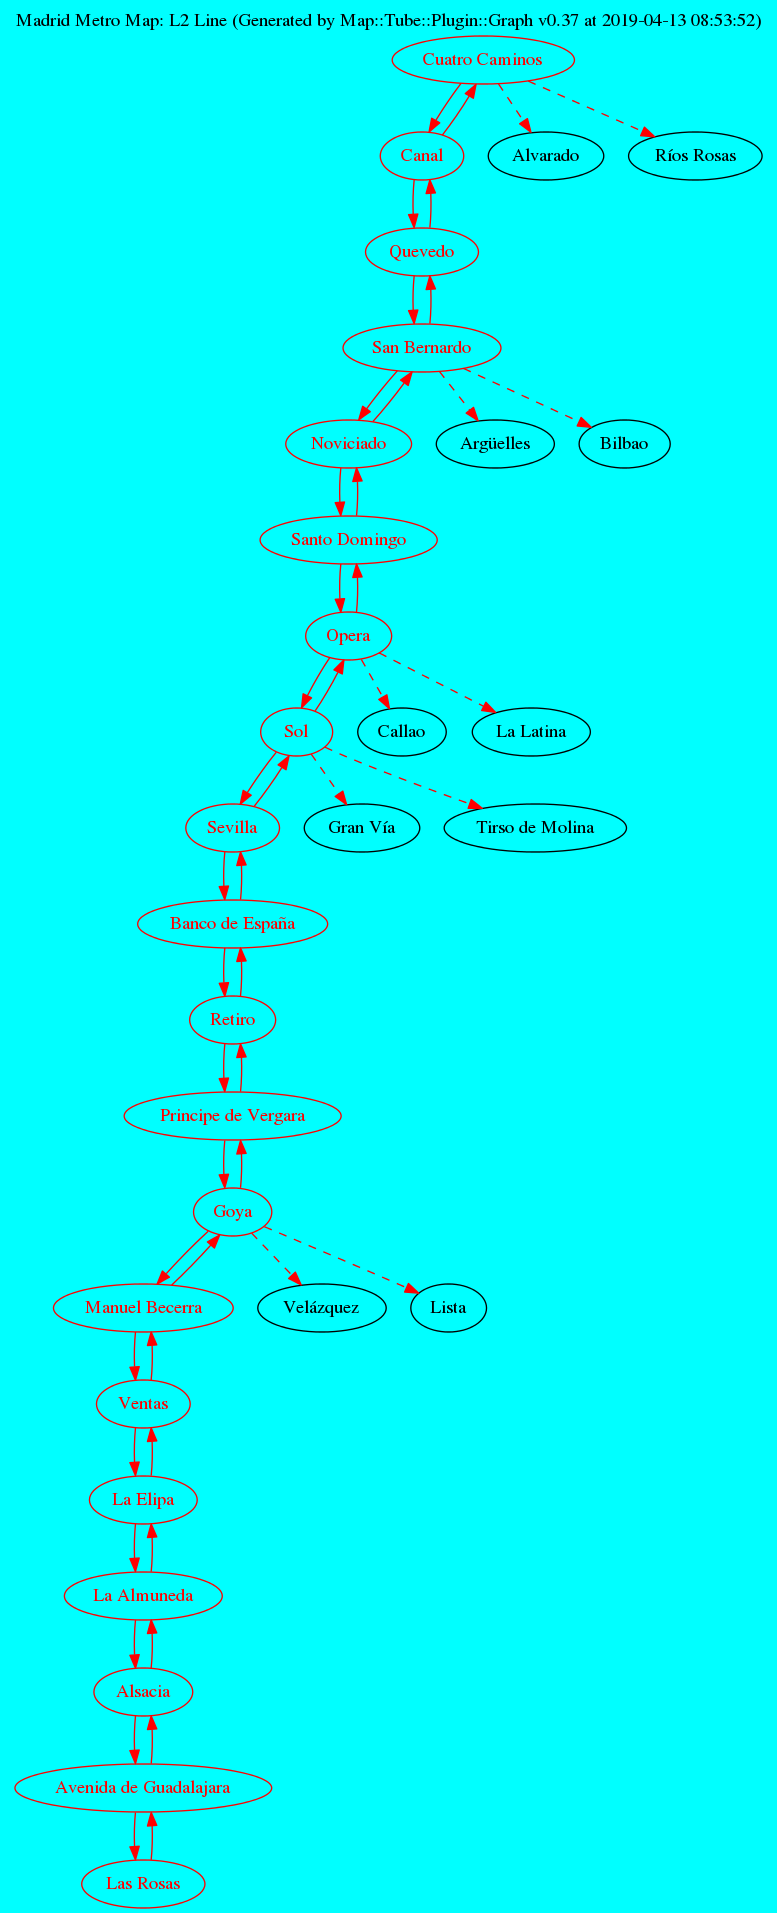 Madrid Metro Map: L2 Line (Generated by Map::Tube::Plugin::Graph v0.37 at 2019-04-13 08:53:52)
Cuatro Caminos
Canal
Alvarado
Ríos Rosas
Quevedo
San Bernardo
Noviciado
Argüelles
Bilbao
Santo Domingo
Opera
Sol
Callao
La Latina
Sevilla
Gran Vía
Tirso de Molina
Banco de España
Retiro
Principe de Vergara
Goya
Manuel Becerra
Velázquez
Lista
Ventas
La Elipa
La Almuneda
Alsacia
Avenida de Guadalajara
Las Rosas